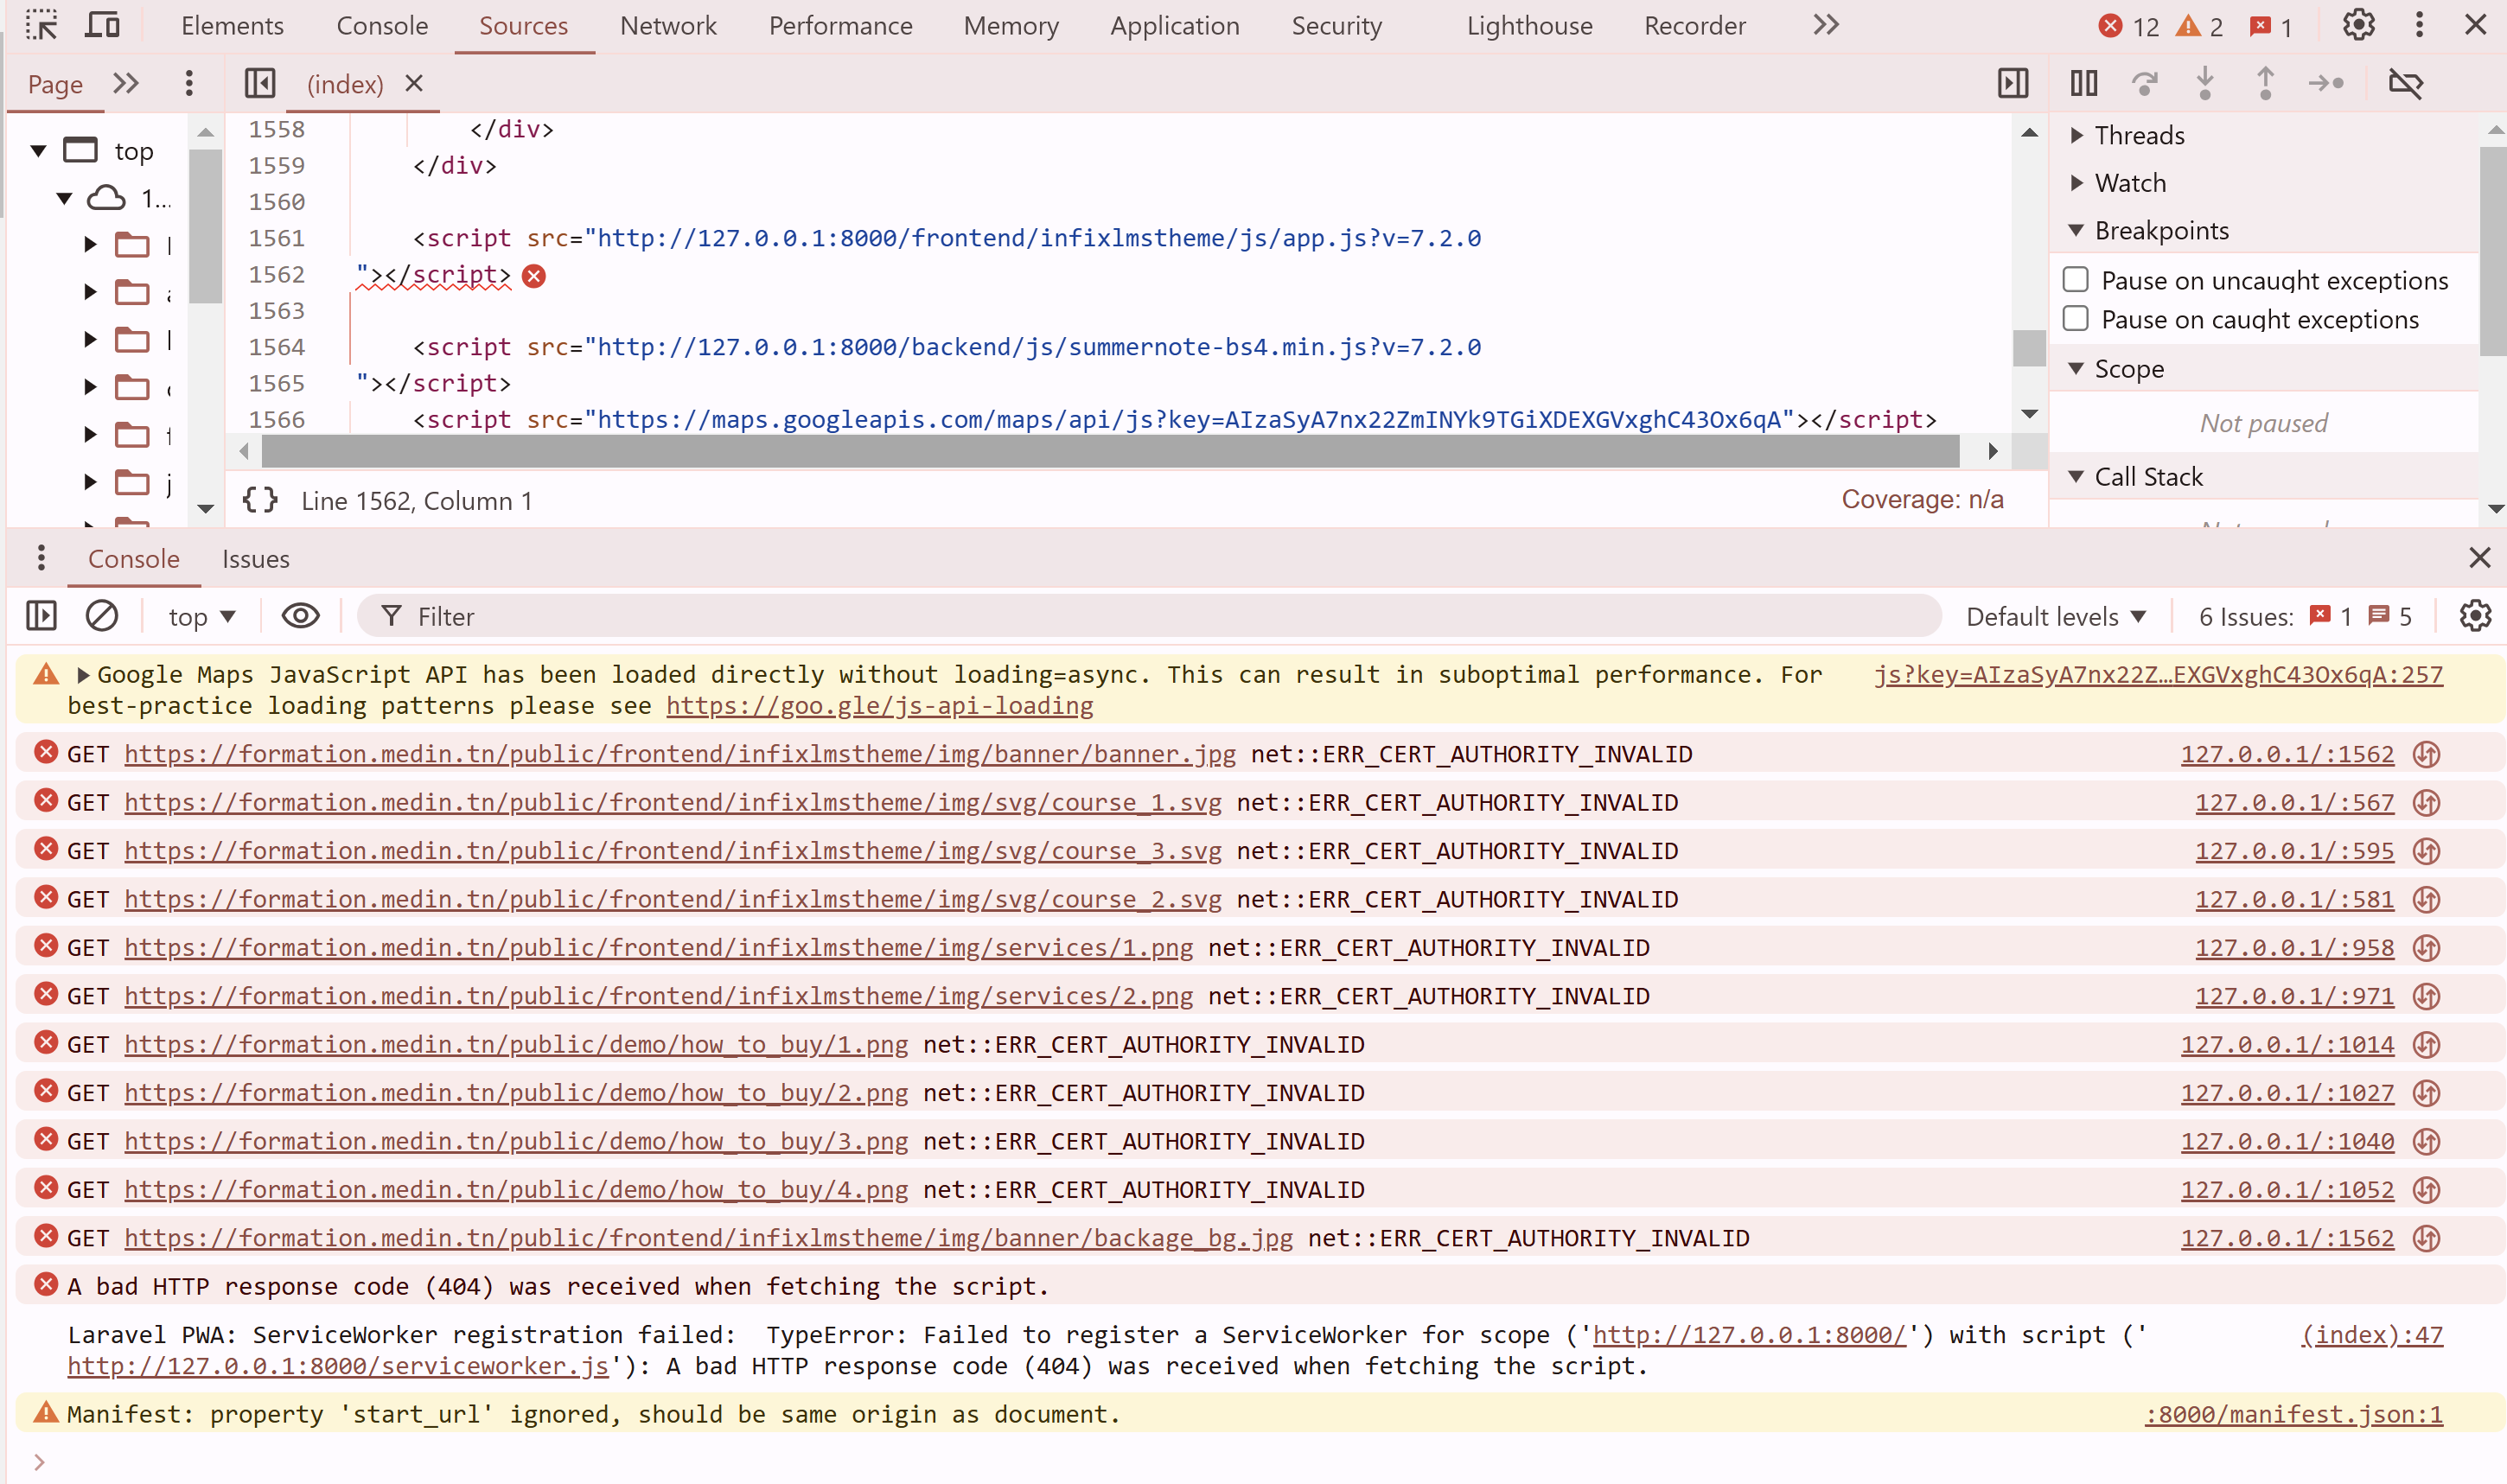 Elements Console Sources Network Performance Memory Application Security Lighthouse Recorder 12 2 1
Page (index)
top
1...
1558 </div>
1559 </div>
1560
1561 <script src="http://127.0.0.1:8000/frontend/infixlmstheme/js/app.js?v=7.2.0
1562 "></script>
1563
1564 <script src="http://127.0.0.1:8000/backend/js/summernote-bs4.min.js?v=7.2.0
1565 "></script>
1566 <script src="https://maps.googleapis.com/maps/api/js?key=AIzaSyA7nx22ZmINYk9TGiXDEXGVxghC43Ox6qA"></script>
{} Line 1562, Column 1 Coverage: n/a
Threads
Watch
Breakpoints
Pause on uncaught exceptions
Pause on caught exceptions
Scope
Not paused
Call Stack
Console Issues
top Filter Default levels 6 Issues: 1 5
Google Maps JavaScript API has been loaded directly without loading=async. This can result in suboptimal performance. For js?key=AIzaSyA7nx22Z…EXGVxghC43Ox6qA:257
best-practice loading patterns please see https://goo.gle/js-api-loading
GET https://formation.medin.tn/public/frontend/infixlmstheme/img/banner/banner.jpg net::ERR_CERT_AUTHORITY_INVALID 127.0.0.1/:1562
GET https://formation.medin.tn/public/frontend/infixlmstheme/img/svg/course_1.svg net::ERR_CERT_AUTHORITY_INVALID 127.0.0.1/:567
GET https://formation.medin.tn/public/frontend/infixlmstheme/img/svg/course_3.svg net::ERR_CERT_AUTHORITY_INVALID 127.0.0.1/:595
GET https://formation.medin.tn/public/frontend/infixlmstheme/img/svg/course_2.svg net::ERR_CERT_AUTHORITY_INVALID 127.0.0.1/:581
GET https://formation.medin.tn/public/frontend/infixlmstheme/img/services/1.png net::ERR_CERT_AUTHORITY_INVALID 127.0.0.1/:958
GET https://formation.medin.tn/public/frontend/infixlmstheme/img/services/2.png net::ERR_CERT_AUTHORITY_INVALID 127.0.0.1/:971
GET https://formation.medin.tn/public/demo/how_to_buy/1.png net::ERR_CERT_AUTHORITY_INVALID 127.0.0.1/:1014
GET https://formation.medin.tn/public/demo/how_to_buy/2.png net::ERR_CERT_AUTHORITY_INVALID 127.0.0.1/:1027
GET https://formation.medin.tn/public/demo/how_to_buy/3.png net::ERR_CERT_AUTHORITY_INVALID 127.0.0.1/:1040
GET https://formation.medin.tn/public/demo/how_to_buy/4.png net::ERR_CERT_AUTHORITY_INVALID 127.0.0.1/:1052
GET https://formation.medin.tn/public/frontend/infixlmstheme/img/banner/backage_bg.jpg net::ERR_CERT_AUTHORITY_INVALID 127.0.0.1/:1562
A bad HTTP response code (404) was received when fetching the script.
Laravel PWA: ServiceWorker registration failed: TypeError: Failed to register a ServiceWorker for scope ('http://127.0.0.1:8000/') with script (' (index):47
http://127.0.0.1:8000/serviceworker.js'): A bad HTTP response code (404) was received when fetching the script.
Manifest: property 'start_url' ignored, should be same origin as document. :8000/manifest.json:1